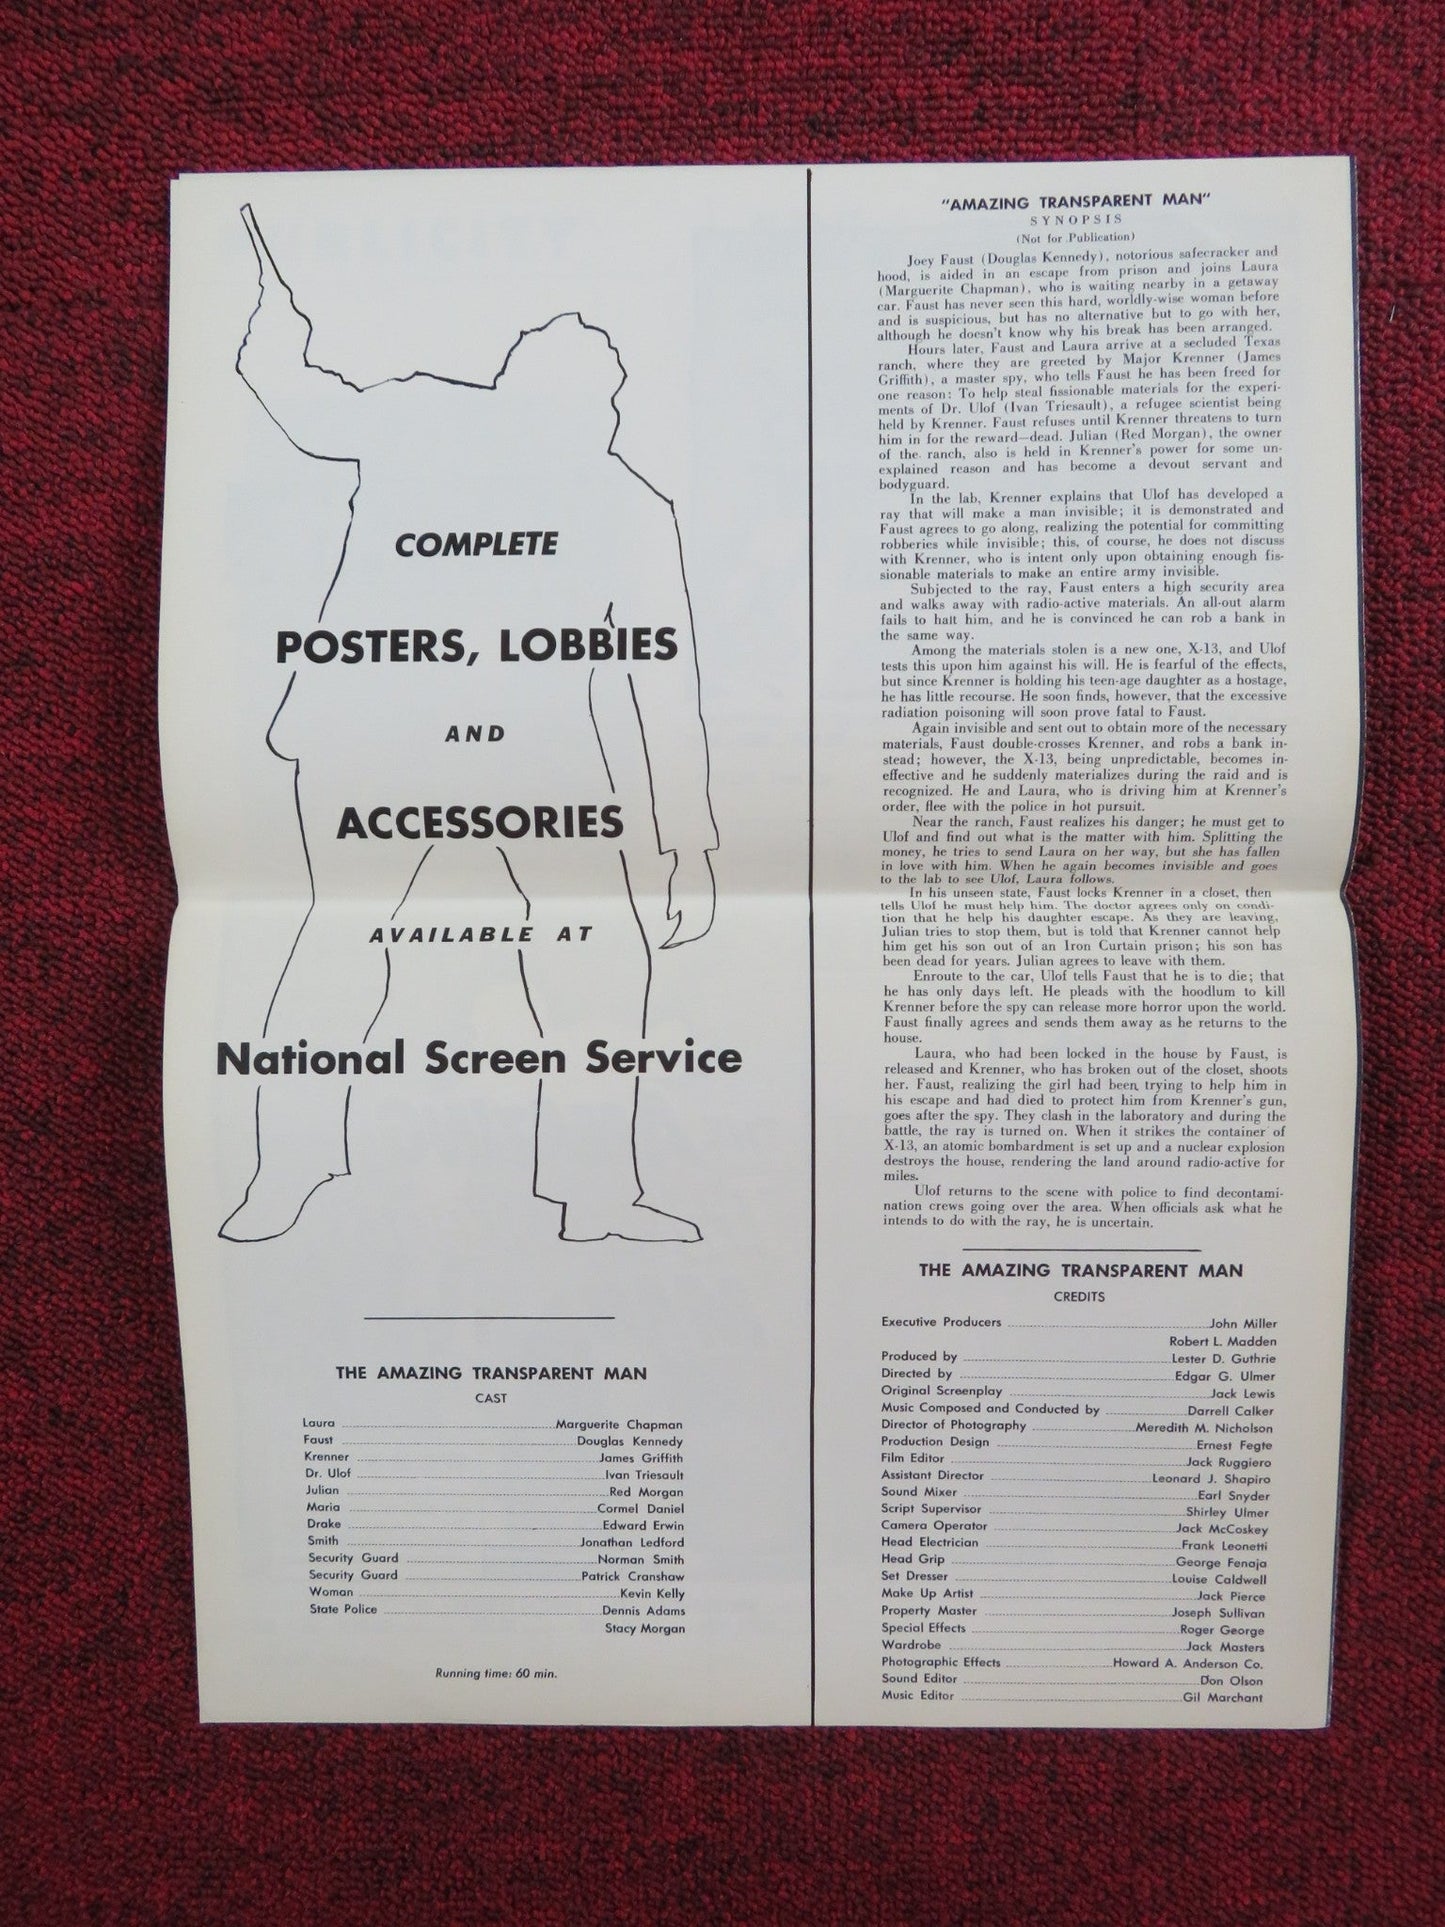 COMPLETE
POSTERS, LOBBIES
AND
ACCESSORIES
AVAILABLE AT
National Screen Service
THE AMAZING TRANSPARENT MAN
CAST
Laura Marguerite Chapman
Faust Douglas Kennedy
Krenner James Griffith
Dr. Ulof Ivan Triesault
Julian Red Morgan
Maria Cormel Daniel
Drake Edward Erwin
Smith Jonathan Ledford
Security Guard Norman Smith
Security Guard Patrick Cranshaw
Woman Kevin Kelly
State Police Dennis Adams
Stacy Morgan
Running time: 60 min.
"AMAZING TRANSPARENT MAN"
SYNOPSIS
(Not for Publication)
Joey Faust (Douglas Kennedy), notorious safecracker and
hood, is aided in an escape from prison and joins Laura
(Marguerite Chapman), who is waiting nearby in a getaway
car. Faust has never seen this hard, worldly-wise woman before
and is suspicious, but has no alternative but to go with her,
although he doesn't know why his break has been arranged.
Hours later, Faust and Laura arrive at a secluded Texas
ranch, where they are greeted by Major Krenner (James
Griffith), a master spy, who tells Faust he has been freed for
one reason: To help steal fissionable materials for the experi-
ments of Dr. Ulof (Ivan Triesault), a refugee scientist being
held by Krenner. Faust refuses until Krenner threatens to turn
him in for the reward—dead. Julian (Red Morgan), the owner
of the ranch, also is held in Krenner's power for some un-
explained reason and has become a devout servant and
bodyguard.
In the lab, Krenner explains that Ulof has developed a
ray that will make a man invisible; it is demonstrated and
Faust agrees to go along, realizing the potential for committing
robberies while invisible; this, of course, he does not discuss
with Krenner, who is intent only upon obtaining enough fis-
sionable materials to make an entire army invisible.
Subjected to the ray, Faust enters a high security area
and walks away with radio-active materials. An all-out alarm
fails to halt him, and he is convinced he can rob a bank in
the same way.
Among the materials stolen is a new one, X-13, and Ulof
tests this upon him against his will. He is fearful of the effects,
but since Krenner is holding his teen-age daughter as a hostage,
he has little recourse. He soon finds, however, that the excessive
radiation poisoning will soon prove fatal to Faust.
Again invisible and sent out to obtain more of the necessary
materials, Faust double-crosses Krenner, and robs a bank in-
stead; however, the X-13, being unpredictable, becomes in-
effective and he suddenly materializes during the raid and is
recognized. He and Laura, who is driving him at Krenner's
order, flee with the police in hot pursuit.
Near the ranch, Faust realizes his danger; he must get to
Ulof and find out what is the matter with him. Splitting the
money, he tries to send Laura on her way, but she has fallen
in love with him. When he again becomes invisible and goes
to the lab to see Ulof, Laura follows.
In his unseen state, Faust locks Krenner in a closet, then
tells Ulof he must help him. The doctor agrees only on condi-
tion that he help his daughter escape. As they are leaving,
Julian tries to stop them, but is told that Krenner cannot help
him get his son out of an Iron Curtain prison; his son has
been dead for years. Julian agrees to leave with them.
Enroute to the car, Ulof tells Faust that he is to die; that
he has only days left. He pleads with the hoodlum to kill
Krenner before the spy can release more horror upon the world.
Faust finally agrees and sends them away as he returns to the
house.
Laura, who had been locked in the house by Faust, is
released and Krenner, who has broken out of the closet, shoots
her. Faust, realizing the girl had been trying to help him in
his escape and had died to protect him from Krenner's gun,
goes after the spy. They clash in the laboratory and during the
battle, the ray is turned on. When it strikes the container of
X-13, an atomic bombardment is set up and a nuclear explosion
destroys the house, rendering the land around radio-active for
miles.
Ulof returns to the scene with police to find decontami-
nation crews going over the area. When officials ask what he
intends to do with the ray, he is uncertain.
THE AMAZING TRANSPARENT MAN
CREDITS
Executive Producers John Miller
Robert L. Madden
Produced by Lester D. Guthrie
Directed by Edgar G. Ulmer
Original Screenplay Jack Lewis
Music Composed and Conducted by Darrell Calker
Director of Photography Meredith M. Nicholson
Production Design Ernest Fegte
Film Editor Jack Ruggiero
Assistant Director Leonard J. Shapiro
Sound Mixer Earl Snyder
Script Supervisor Shirley Ulmer
Camera Operator Jack McCoskey
Head Electrician Frank Leonetti
Head Grip George Fenaja
Set Dresser Louise Caldwell
Make Up Artist Jack Pierce
Property Master Joseph Sullivan
Special Effects Roger George
Wardrobe Jack Masters
Photographic Effects Howard A. Anderson Co.
Sound Editor Don Olson
Music Editor Gil Marchant